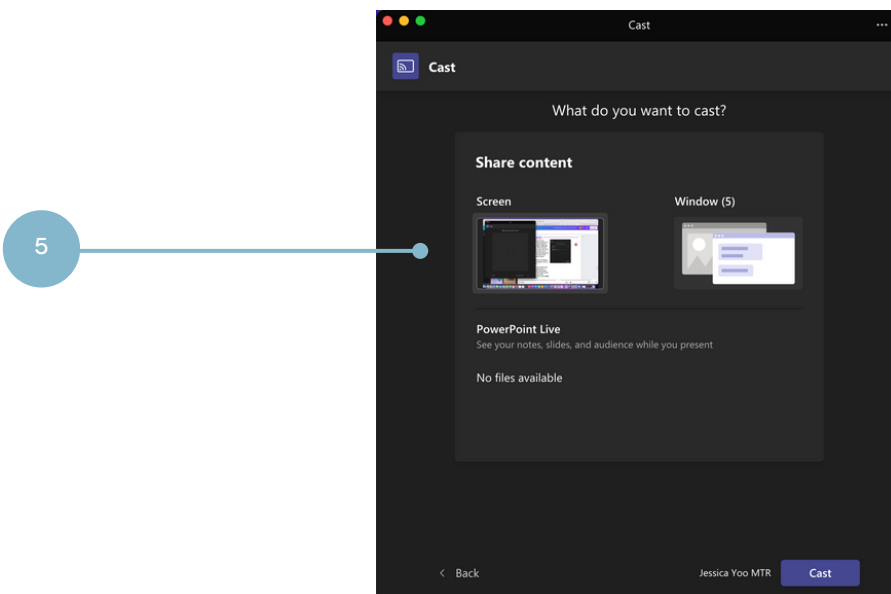 Cast
Cast
What do you want to cast?
Share content
Screen
Window (5)
5
PowerPoint Live
See your notes, slides, and audience while you present
No files available
Back
Jessica Yoo MTR
Cast